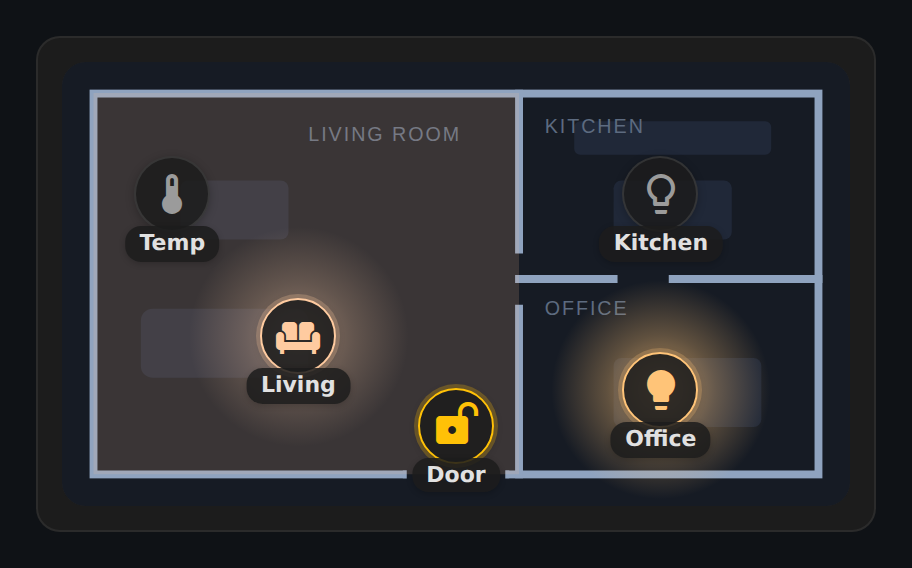 LIVING ROOM
KITCHEN
Temp
Kitchen
OFFICE
Living
Office
Door